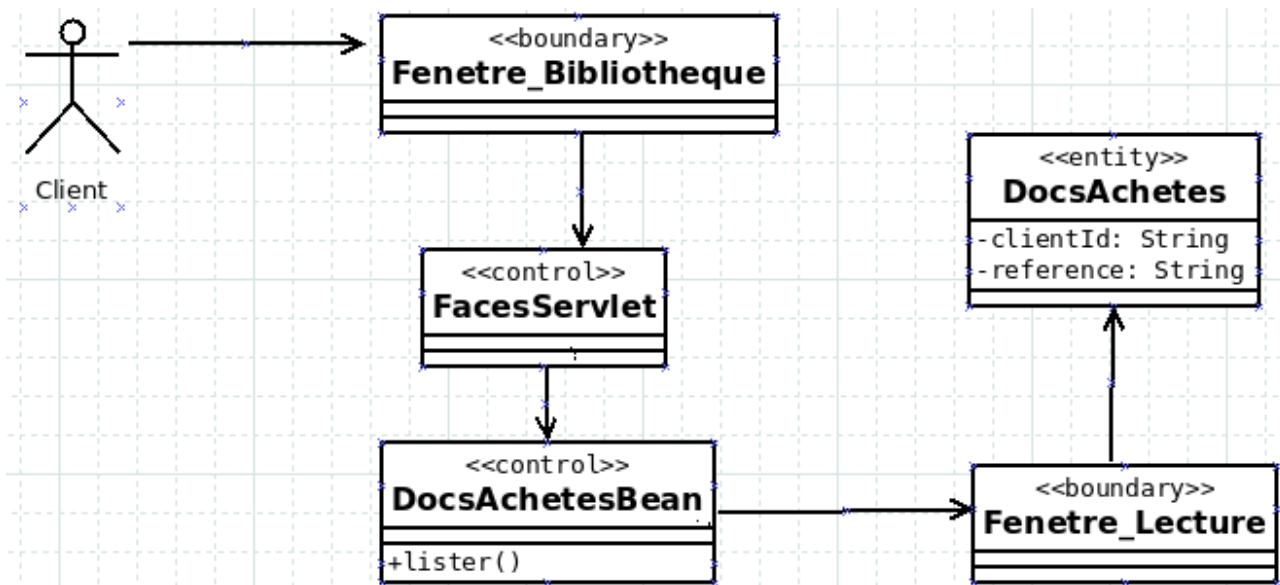 Client
<<boundary>>
Fenetre_Bibliotheque
<<control>>
FacesServlet
<<control>>
DocsAchetesBean
+lister()
<<entity>>
DocsAchetes
-clientId: String
-reference: String
<<boundary>>
Fenetre_Lecture